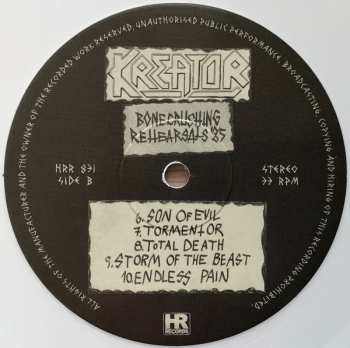 ALL RIGHTS OF THE MANUFACTURER AND THE OWNER OF THE RECORDED WORK RESERVED. UNAUTHORISED PUBLIC PERFORMANCE, BROADCASTING, COPYING AND HIRING OF THIS RECORDING PROHIBITED.
KREATOR
BONECRUSHING
REHEARSALS '85
HRR 831
SIDE B
STEREO
33 RPM
6. SON OF EVIL
7. TORMENTOR
8. TOTAL DEATH
9. STORM OF THE BEAST
10. ENDLESS PAIN
HR
RECORDS